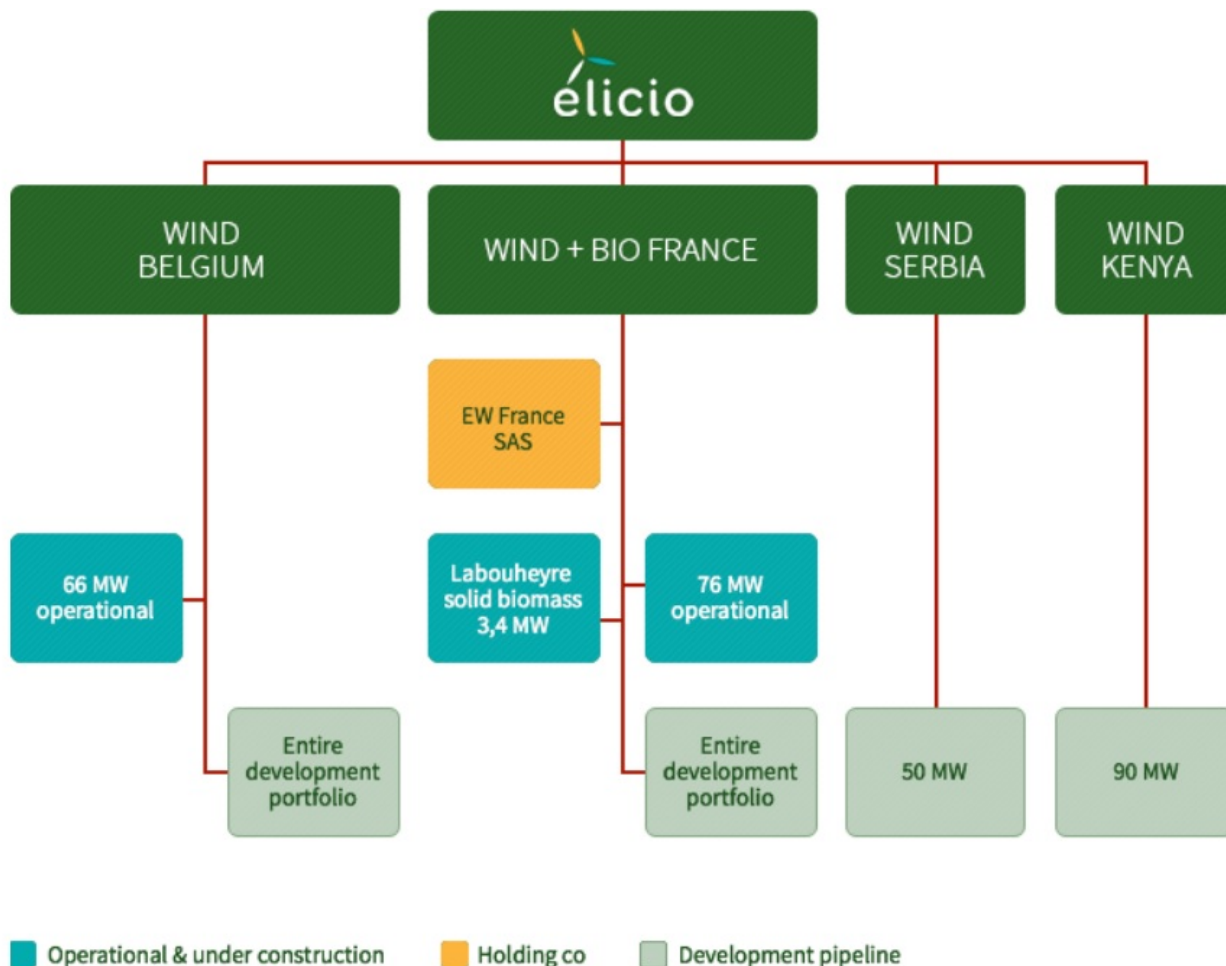 élicio
WIND
BELGIUM
WIND + BIO FRANCE
WIND
SERBIA
WIND
KENYA
EW France
SAS
66 MW
operational
Labouheyre
solid biomass
3,4 MW
76 MW
operational
Entire
development
portfolio
Entire
development
portfolio
50 MW
90 MW
Operational & under construction
Holding co
Development pipeline